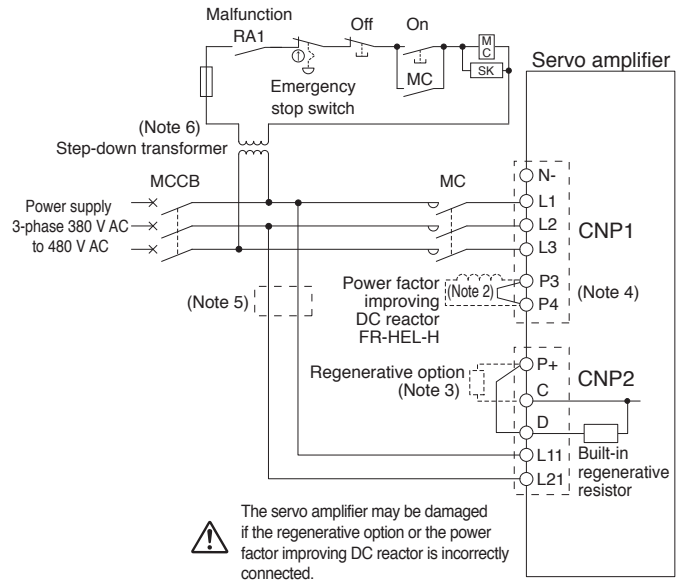 Malfunction
RA1
Off
On
MC
SK
MC
Emergency
stop switch
Servo amplifier
(Note 6)
Step-down transformer
MCCB
MC
Power supply
3-phase 380 V AC
to 480 V AC
N-
L1
L2
L3
CNP1
(Note 5)
Power factor
improving
DC reactor
FR-HEL-H
(Note 2)
P3
P4
(Note 4)
Regenerative option
(Note 3)
P+
C
D
L11
L21
CNP2
Built-in
regenerative
resistor
The servo amplifier may be damaged
if the regenerative option or the power
factor improving DC reactor is incorrectly
connected.